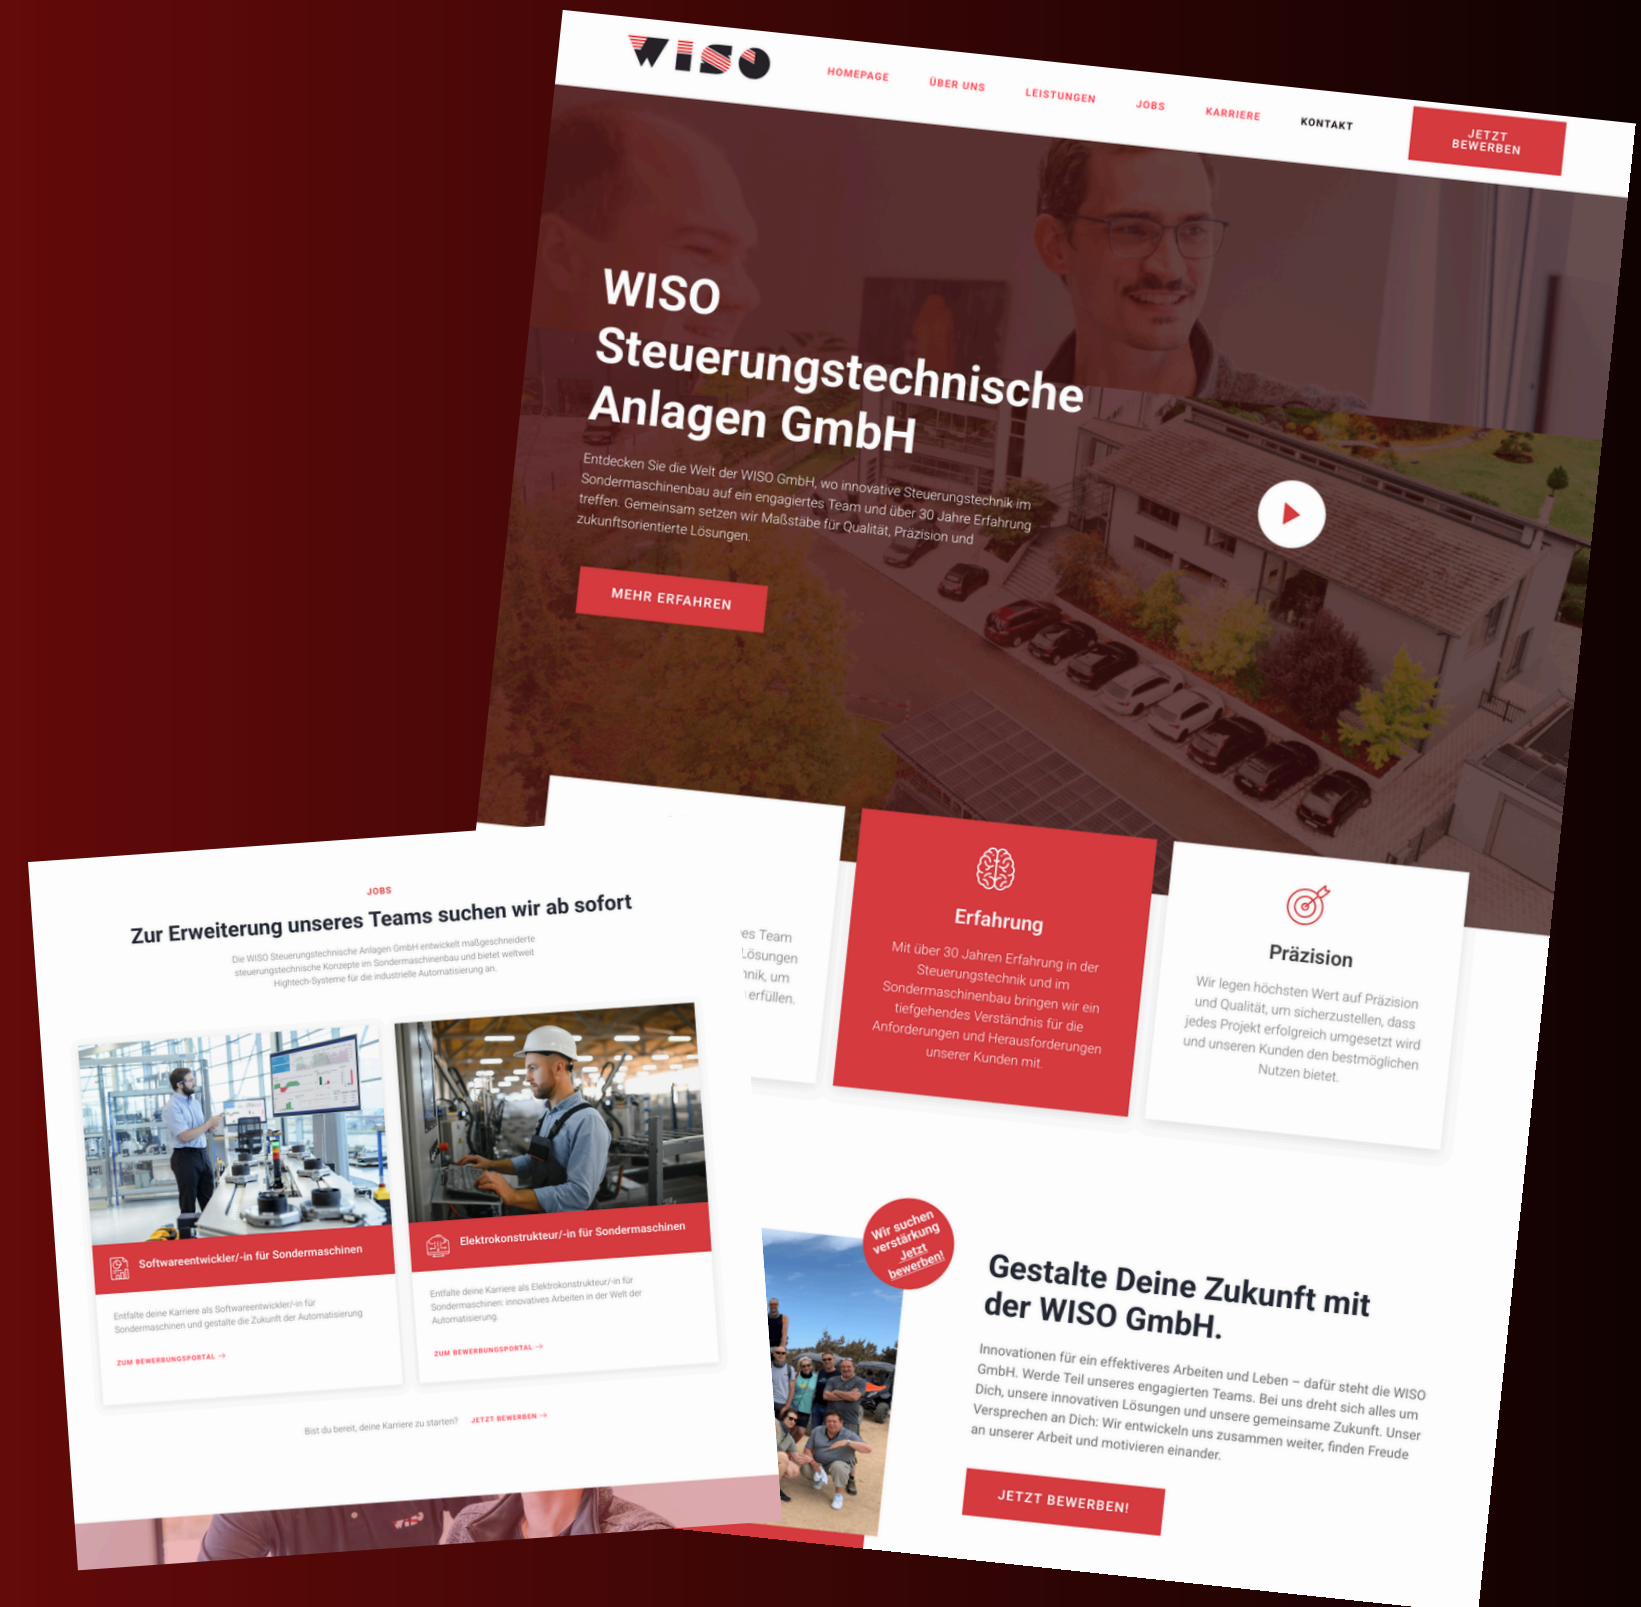 WISO
HOMEPAGE
ÜBER UNS
LEISTUNGEN
JOBS
KARRIERE
KONTAKT
JETZT
BEWERBEN
WISO
Steuerungstechnische
Anlagen GmbH
Entdecken Sie die Welt der WISO GmbH, wo innovative Steuerungstechnik im
Sondermaschinenbau auf ein engagiertes Team und über 30 Jahre Erfahrung
treffen. Gemeinsam setzen wir Maßstäbe für Qualität, Präzision und
zukunftsorientierte Lösungen.
MEHR ERFAHREN
es Team
Lösungen
nik, um
erfüllen.
Erfahrung
Mit über 30 Jahren Erfahrung in der
Steuerungstechnik und im
Sondermaschinenbau bringen wir ein
tiefgehendes Verständnis für die
Anforderungen und Herausforderungen
unserer Kunden mit.
Präzision
Wir legen höchsten Wert auf Präzision
und Qualität, um sicherzustellen, dass
jedes Projekt erfolgreich umgesetzt wird
und unseren Kunden den bestmöglichen
Nutzen bietet.
JOBS
Zur Erweiterung unseres Teams suchen wir ab sofort
Die WISO Steuerungstechnische Anlagen GmbH entwickelt maßgeschneiderte
steuerungstechnische Konzepte im Sondermaschinenbau und bietet weltweit
Hightech-Systeme für die industrielle Automatisierung an.
Softwareentwickler/-in für Sondermaschinen
Entfalte deine Karriere als Softwareentwickler/-in für
Sondermaschinen und gestalte die Zukunft der Automatisierung
ZUM BEWERBUNGSPORTAL →
Elektrokonstrukteur/-in für Sondermaschinen
Entfalte deine Karriere als Elektrokonstrukteur/-in für
Sondermaschinen: innovatives Arbeiten in der Welt der
Automatisierung.
ZUM BEWERBUNGSPORTAL →
Bist du bereit, deine Karriere zu starten? JETZT BEWERBEN →
WISO
Wir suchen
verstärkung
Jetzt
bewerben!
Gestalte Deine Zukunft mit
der WISO GmbH.
Innovationen für ein effektiveres Arbeiten und Leben – dafür steht die WISO
GmbH. Werde Teil unseres engagierten Teams. Bei uns dreht sich alles um
Dich, unsere innovativen Lösungen und unsere gemeinsame Zukunft. Unser
Versprechen an Dich: Wir entwickeln uns zusammen weiter, finden Freude
an unserer Arbeit und motivieren einander.
JETZT BEWERBEN!